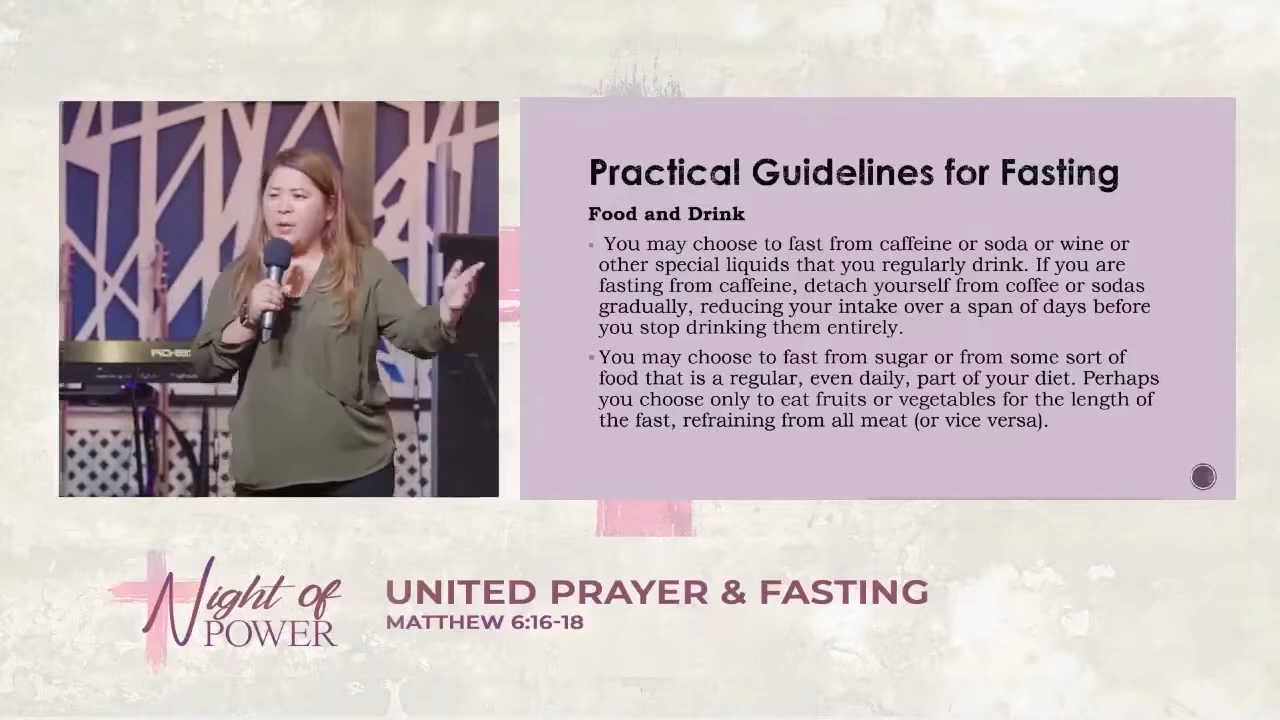 Practical Guidelines for Fasting
Food and Drink
You may choose to fast from caffeine or soda or wine or
other special liquids that you regularly drink. If you are
fasting from caffeine, detach yourself from coffee or sodas
gradually, reducing your intake over a span of days before
you stop drinking them entirely.
You may choose to fast from sugar or from some sort of
food that is a regular, even daily, part of your diet. Perhaps
you choose only to eat fruits or vegetables for the length of
the fast, refraining from all meat (or vice versa).
Night of
POWER
UNITED PRAYER & FASTING
MATTHEW 6:16-18